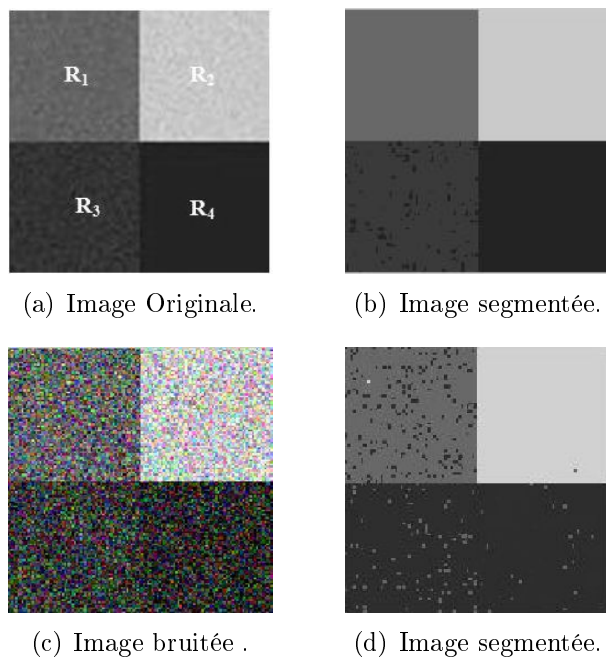 R₁ R₂
R₃ R₄
(a) Image Originale.
(b) Image segmentée.
(c) Image bruitée .
(d) Image segmentée.